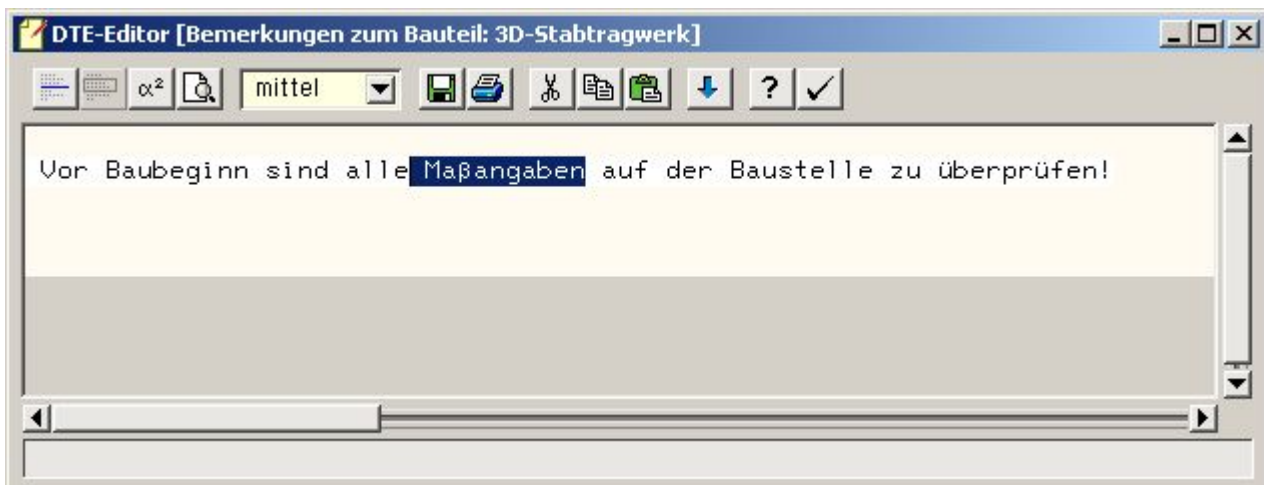 DTE-Editor [Bemerkungen zum Bauteil: 3D-Stabtragwerk]
α² mittel ?
Vor Baubeginn sind alle Maßangaben auf der Baustelle zu überprüfen!